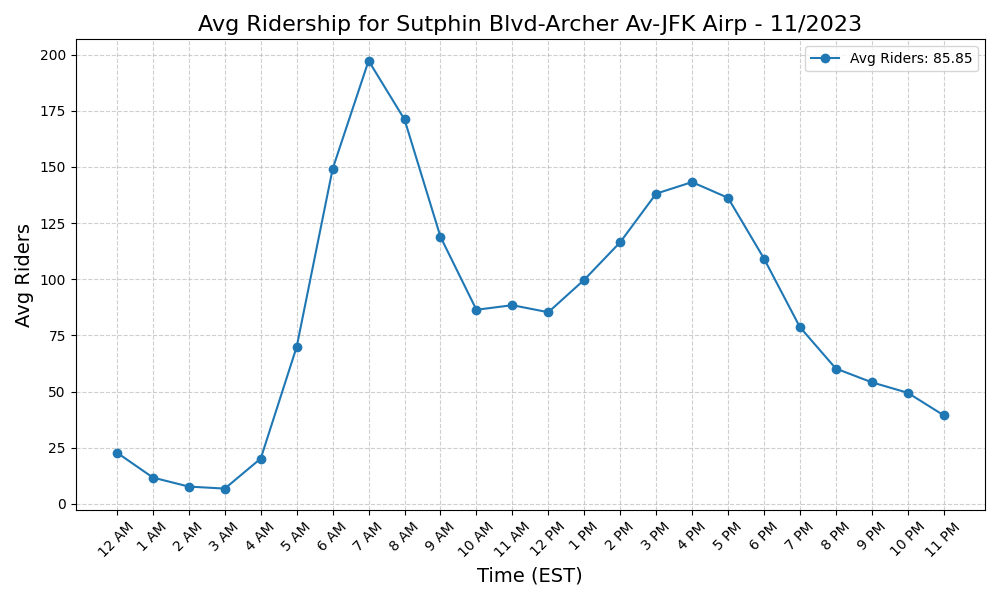 Avg Ridership for Sutphin Blvd-Archer Av-JFK Airp - 11/2023
Avg Riders: 85.85
Avg Riders
200
175
150
125
100
75
50
25
0
12 AM
1 AM
2 AM
3 AM
4 AM
5 AM
6 AM
7 AM
8 AM
9 AM
10 AM
11 AM
12 PM
1 PM
2 PM
3 PM
4 PM
5 PM
6 PM
7 PM
8 PM
9 PM
10 PM
11 PM
Time (EST)